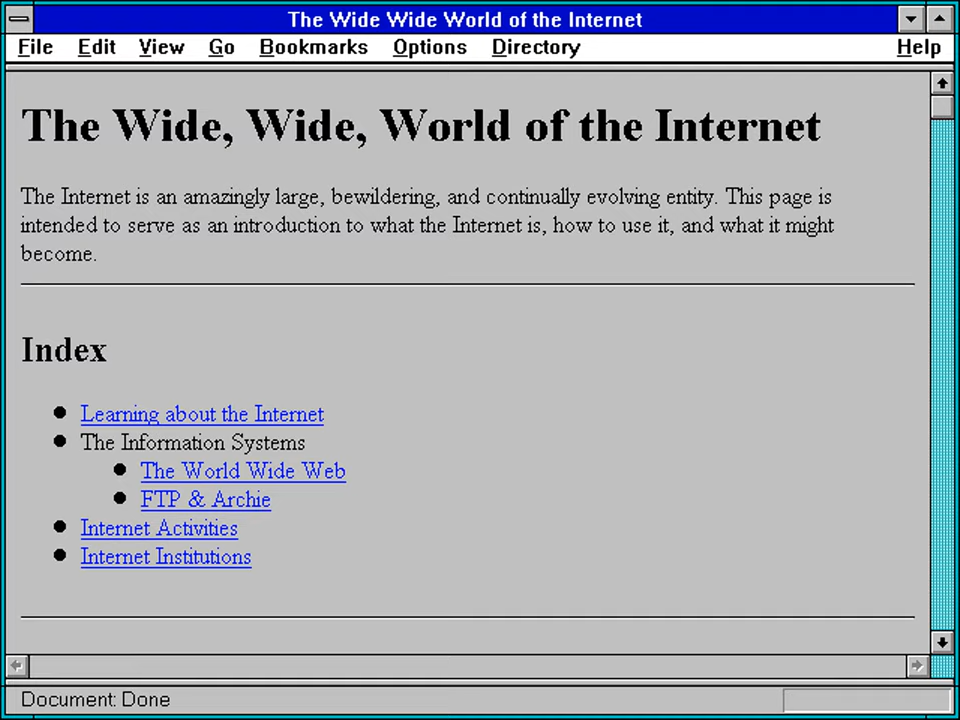 The Wide Wide World of the Internet
File Edit View Go Bookmarks Options Directory Help
The Wide, Wide, World of the Internet
The Internet is an amazingly large, bewildering, and continually evolving entity. This page is
intended to serve as an introduction to what the Internet is, how to use it, and what it might
become.
Index
Learning about the Internet
The Information Systems
The World Wide Web
FTP & Archie
Internet Activities
Internet Institutions
Document: Done